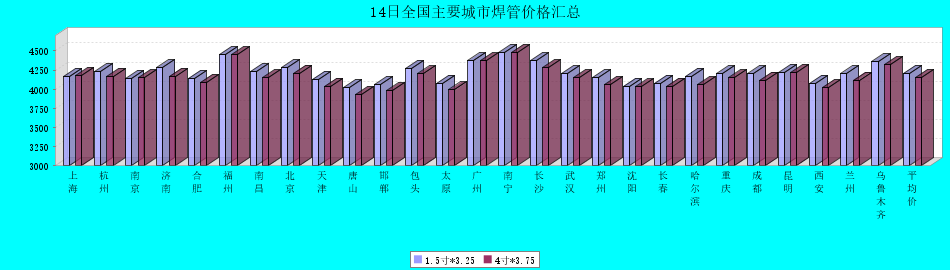 14日全国主要城市焊管价格汇总
4500
4250
4000
3750
3500
3250
3000
上海 杭州 南京 济南 合肥 福州 南昌 北京 天津 唐山 邯郸 包头 太原 广州 南宁 长沙 武汉 郑州 沈阳 长春 哈尔滨 重庆 成都 昆明 西安 兰州 乌鲁木齐 平均价
1.5寸*3.25 4寸*3.75